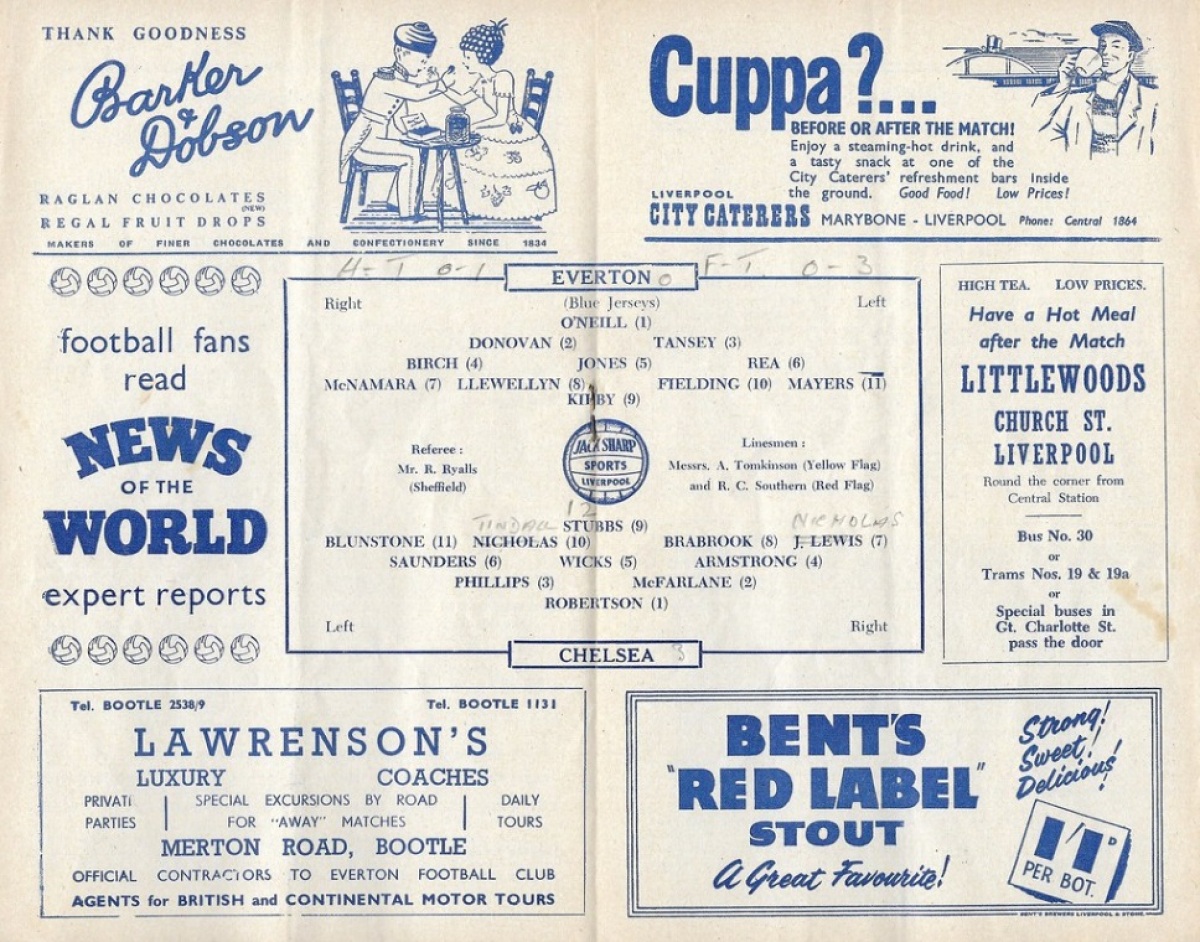 THANK GOODNESS
Barker
&
Dobson
RAGLAN CHOCOLATES
(NEW)
REGAL FRUIT DROPS
MAKERS OF FINER CHOCOLATES AND CONFECTIONERY SINCE 1834
Cuppa?...
BEFORE OR AFTER THE MATCH!
Enjoy a steaming-hot drink, and
a tasty snack at one of the
City Caterers' refreshment bars inside
the ground. Good Food! Low Prices!
LIVERPOOL
CITY CATERERS MARYBONE - LIVERPOOL Phone: Central 1864
football fans
read
NEWS
OF THE
WORLD
expert reports
H-T 0-1 F-T. 0-3
EVERTON 0
Right (Blue Jerseys) Left
O'NEILL (1)
DONOVAN (2) TANSEY (3)
BIRCH (4) JONES (5) REA (6)
McNAMARA (7) LLEWELLYN (8) FIELDING (10) MAYERS (11)
KIRBY (9)
Referee :
Mr. R. Ryalls
(Sheffield)
JACK SHARP
SPORTS
LIVERPOOL
Linesmen :
Messrs. A. Tomkinson (Yellow Flag)
and R. C. Southern (Red Flag)
12
TINDALL STUBBS (9) NICHOLAS
BLUNSTONE (11) NICHOLAS (10) BRABROOK (8) J. LEWIS (7)
SAUNDERS (6) WICKS (5) ARMSTRONG (4)
PHILLIPS (3) McFARLANE (2)
ROBERTSON (1)
Left Right
CHELSEA 3
HIGH TEA. LOW PRICES.
Have a Hot Meal
after the Match
LITTLEWOODS
CHURCH ST.
LIVERPOOL
Round the corner from
Central Station
Bus No. 30
or
Trams Nos. 19 & 19a
or
Special buses in
Gt. Charlotte St.
pass the door
Tel. BOOTLE 2538/9 Tel. BOOTLE 1131
LAWRENSON'S
LUXURY COACHES
PRIVATE PARTIES
SPECIAL EXCURSIONS BY ROAD
FOR "AWAY" MATCHES
DAILY TOURS
MERTON ROAD, BOOTLE
OFFICIAL CONTRACTORS TO EVERTON FOOTBALL CLUB
AGENTS for BRITISH and CONTINENTAL MOTOR TOURS
BENT'S
"RED LABEL"
STOUT
A Great Favourite!
Strong!
Sweet!
Delicious!
1/1D
PER BOT.
BENT'S BREWERY LIVERPOOL & STONE.